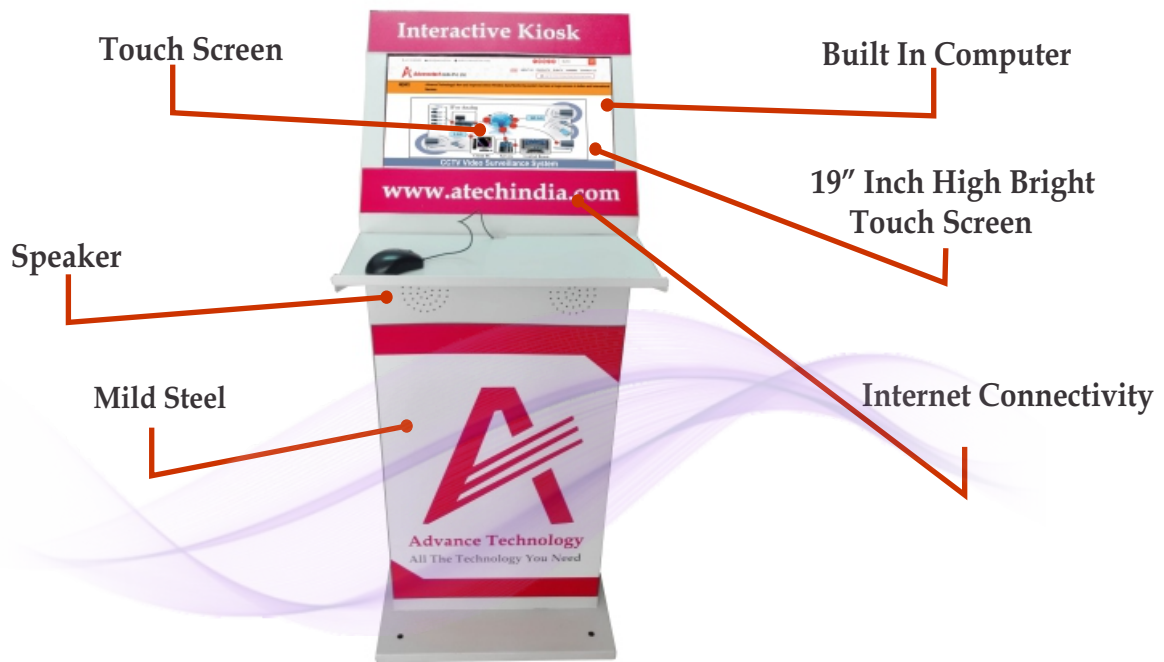 Interactive Kiosk
Touch Screen
Built In Computer
CCTV Video Surveillance System
www.atechindia.com
19” Inch High Bright
Touch Screen
Speaker
Mild Steel
Internet Connectivity
Advance Technology
All The Technology You Need